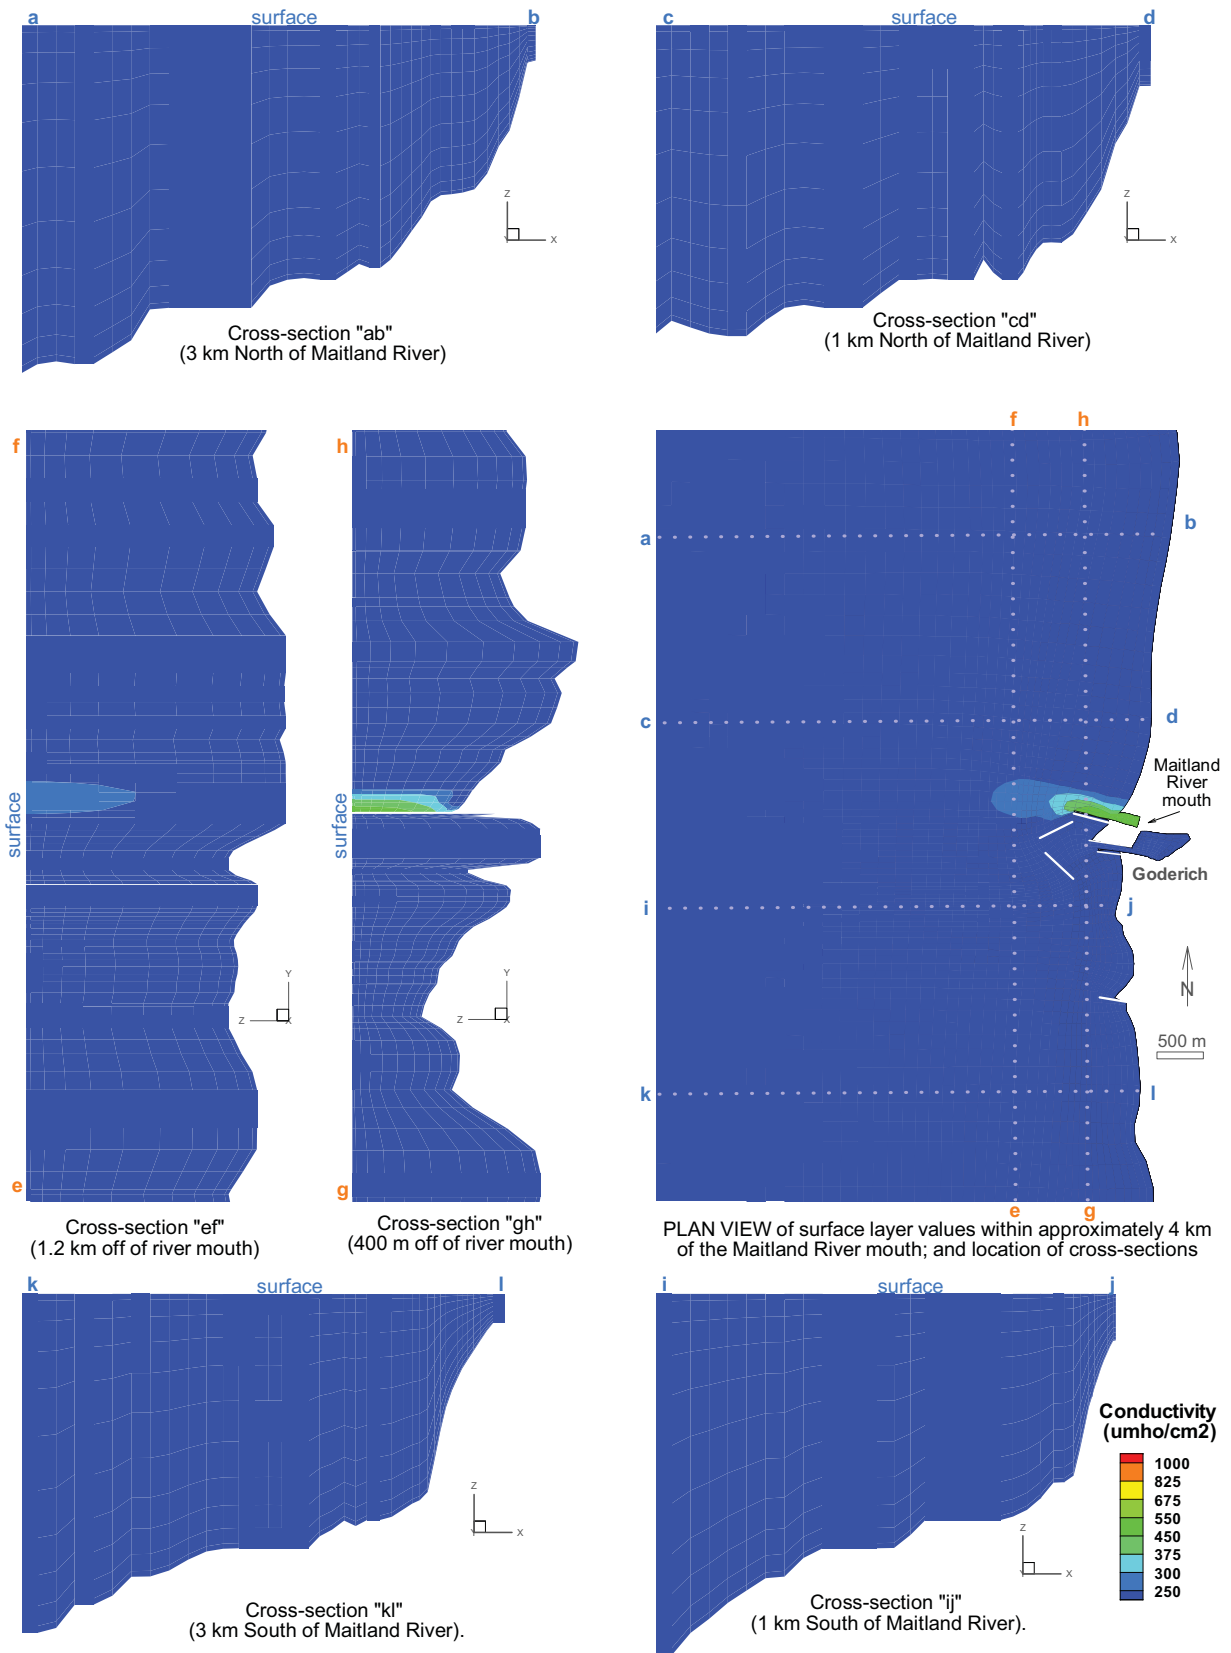 a surface b
Z
X
Y
Cross-section "ab"
(3 km North of Maitland River)
c surface d
Z
X
Y
Cross-section "cd"
(1 km North of Maitland River)
f
surface
e
Y
Z
X
Cross-section "ef"
(1.2 km off of river mouth)
h
surface
g
Y
Z
X
Cross-section "gh"
(400 m off of river mouth)
f h
a b
c d
Maitland
River
mouth
Goderich
i j
N
500 m
k l
e g
PLAN VIEW of surface layer values within approximately 4 km
of the Maitland River mouth; and location of cross-sections
k surface l
Z
X
Y
Cross-section "kl"
(3 km South of Maitland River).
i surface j
Z
X
Y
Cross-section "ij"
(1 km South of Maitland River).
Conductivity
(umho/cm2)
1000
825
675
550
450
375
300
250